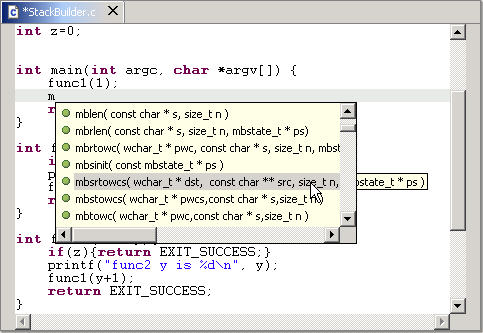 *StackBuilder.c
int z=0;
int main(int argc, char *argv[]) {
func1(1);
m
mblen( const char * s, size_t n )
mbrlen( const char * s, size_t n, mbstate_t * ps)
mbrtowc( wchar_t * pwc, const char * s, size_t n, mbst
mbsinit( const mbstate_t * ps )
mbsrtowcs( wchar_t * dst, const char ** src, size_t n, bstate_t * ps )
mbstowcs( wchar_t * pwcs,const char * s,size_t n)
mbtowc( wchar_t * pwc,const char * s,size_t n )
}
int f
if(z){return EXIT_SUCCESS;}
printf("func2 y is %d\n", y);
func1(y+1);
return EXIT_SUCCESS;
}